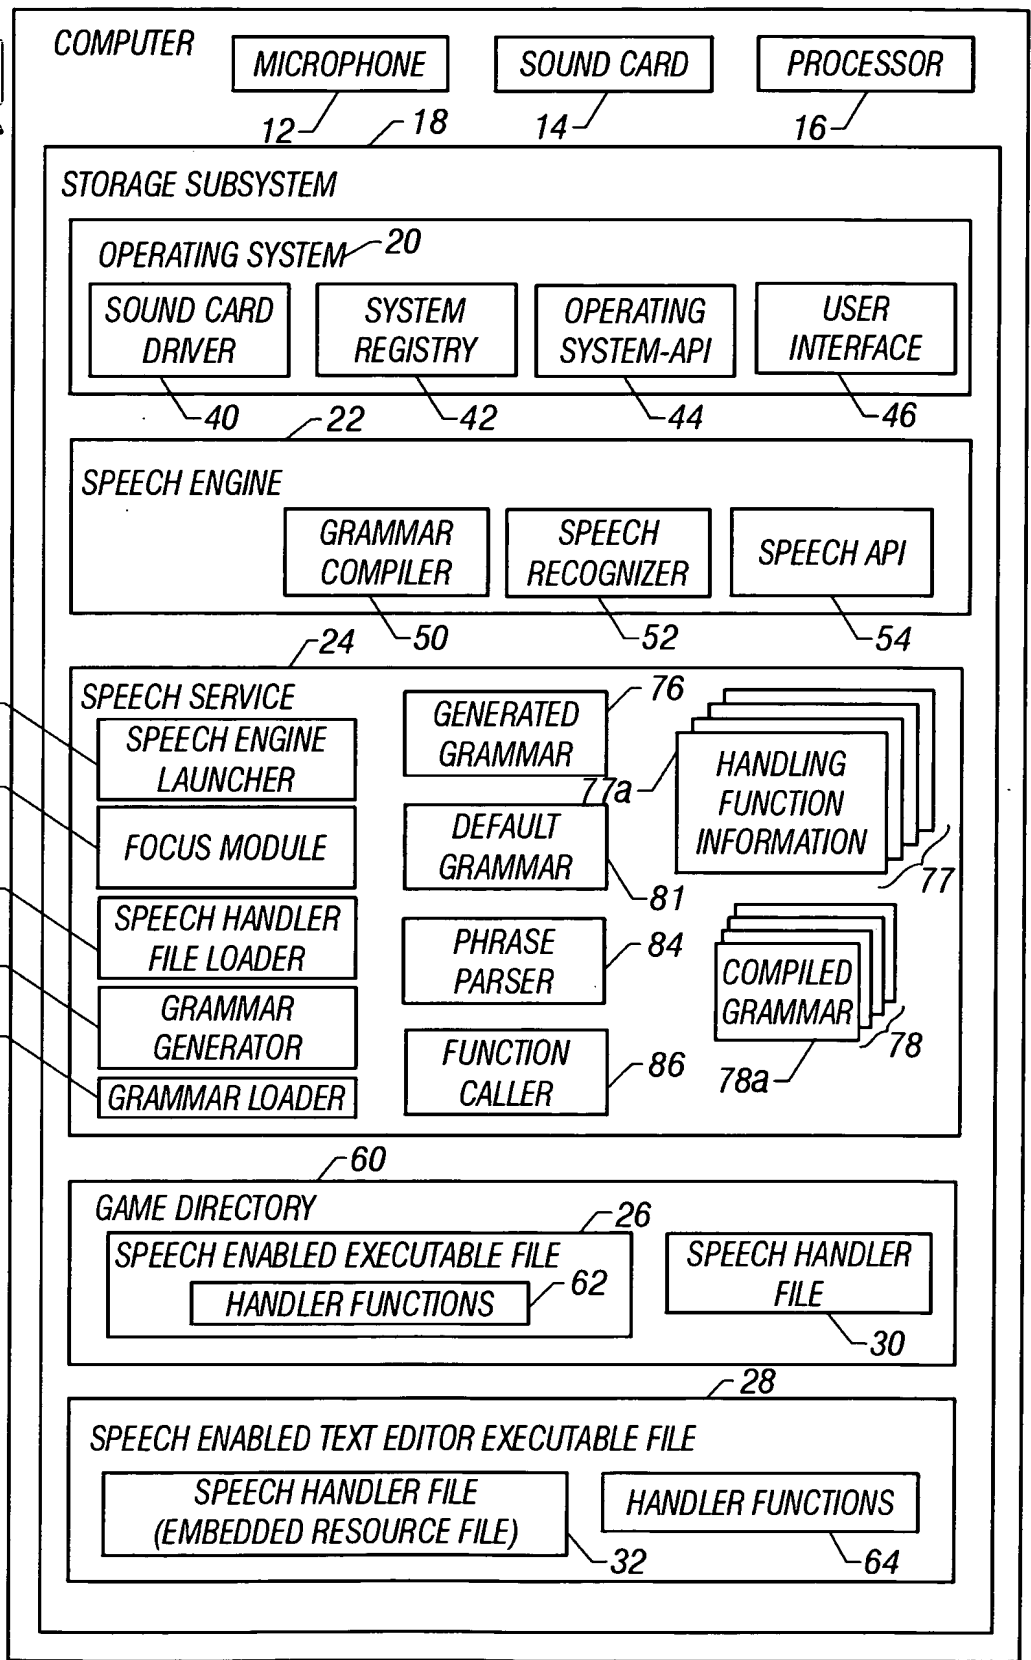 COMPUTER
MICROPHONE
SOUND CARD
PROCESSOR
12
18
14
16
STORAGE SUBSYSTEM
OPERATING SYSTEM
20
SOUND CARD
DRIVER
SYSTEM
REGISTRY
OPERATING
SYSTEM-API
USER
INTERFACE
40
42
44
46
22
SPEECH ENGINE
GRAMMAR
COMPILER
SPEECH
RECOGNIZER
SPEECH API
50
52
54
24
SPEECH SERVICE
SPEECH ENGINE
LAUNCHER
FOCUS MODULE
SPEECH HANDLER
FILE LOADER
GRAMMAR
GENERATOR
GRAMMAR LOADER
GENERATED
GRAMMAR
76
DEFAULT
GRAMMAR
81
PHRASE
PARSER
84
FUNCTION
CALLER
86
77a
HANDLING
FUNCTION
INFORMATION
77
COMPILED
GRAMMAR
78
78a
60
GAME DIRECTORY
26
SPEECH ENABLED EXECUTABLE FILE
HANDLER FUNCTIONS
62
SPEECH HANDLER
FILE
30
28
SPEECH ENABLED TEXT EDITOR EXECUTABLE FILE
SPEECH HANDLER FILE
(EMBEDDED RESOURCE FILE)
32
HANDLER FUNCTIONS
64